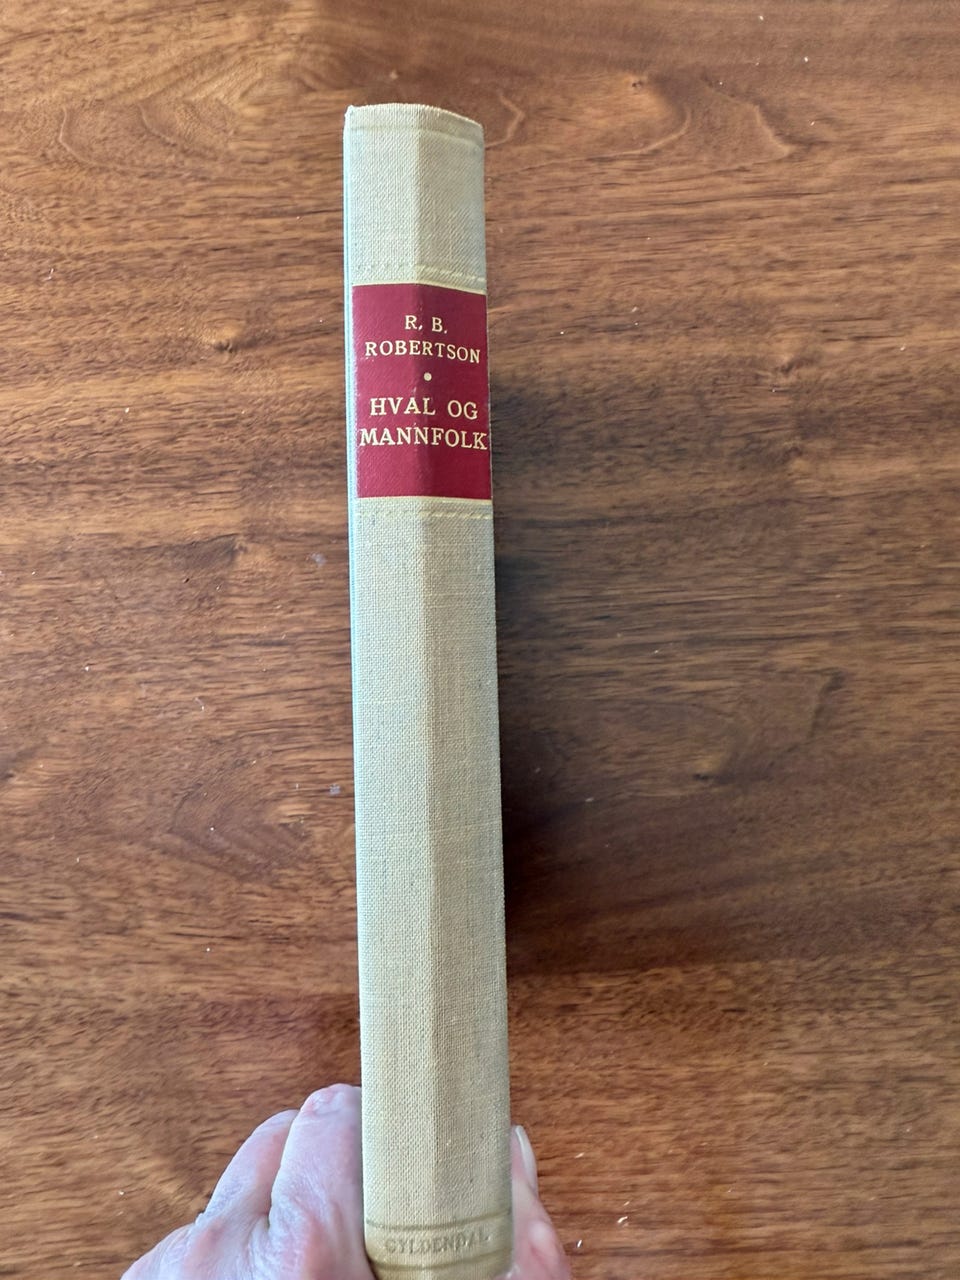 R. B.
ROBERTSON
•
HVAL OG
MANNFOLK
GYLDENDAL